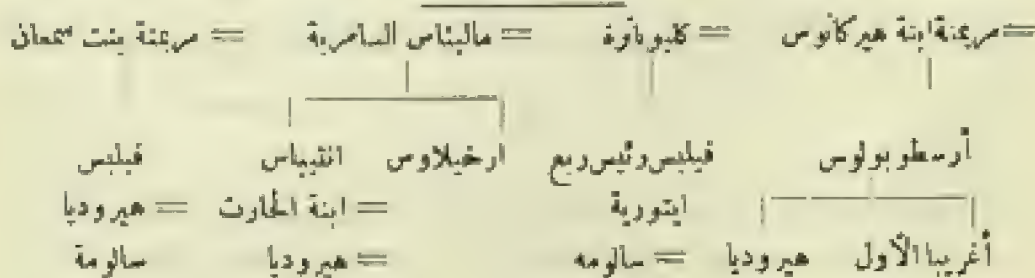 = مريمنة ابنة هيركانوس = كليوباترة = مالثاس السامرية = مريمنة بنت سمعان
أرسطوبولوس فيلبس رئيس ربع ارخيلاوس انتيباس فيلبس
ايتورية = ابنة الحارث = هيروديا
أغريبا الأول هيروديا = سالومه = هيروديا سالومة